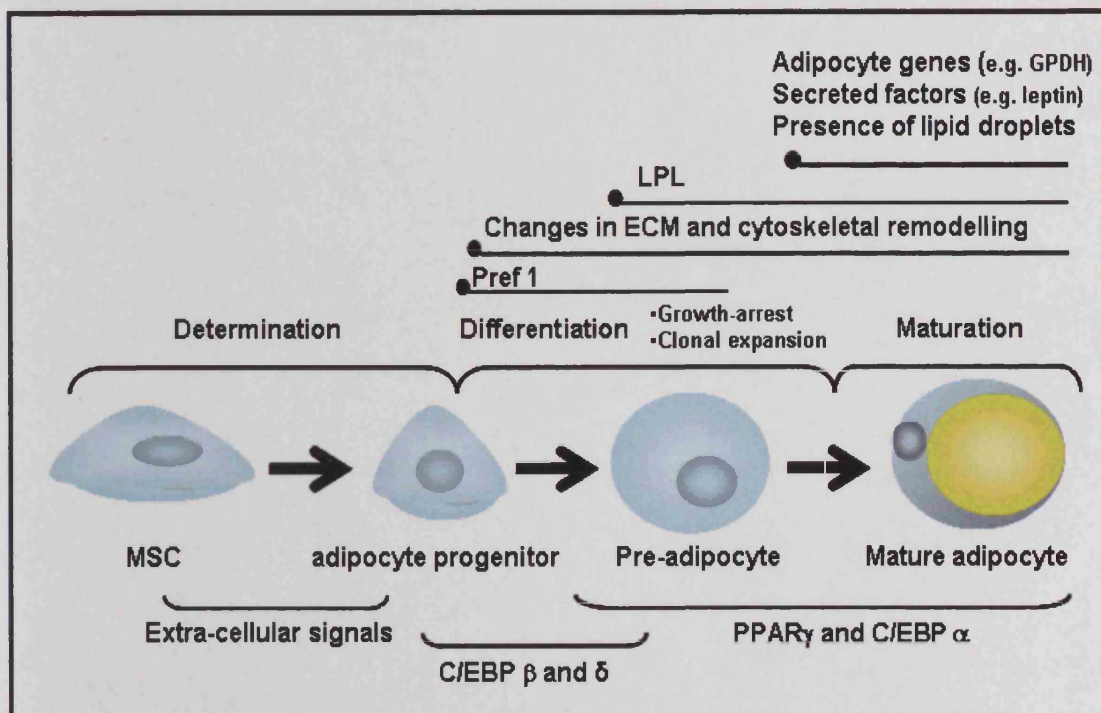 Adipocyte genes (e.g. GPDH)
Secreted factors (e.g. leptin)
Presence of lipid droplets
LPL
Changes in ECM and cytoskeletal remodelling
Pref 1
Determination
Differentiation
•Growth-arrest
•Clonal expansion
Maturation
MSC
adipocyte progenitor
Pre-adipocyte
Mature adipocyte
Extra-cellular signals
PPARγ and C/EBP α
C/EBP β and δ